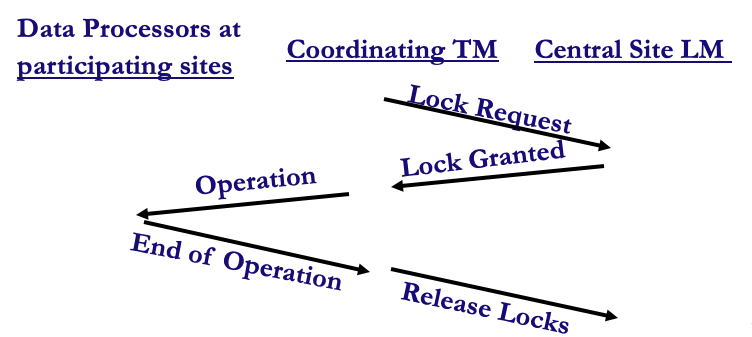 Data Processors at
participating sites
Coordinating TM
Central Site LM
Lock Request
Lock Granted
Operation
End of Operation
Release Locks